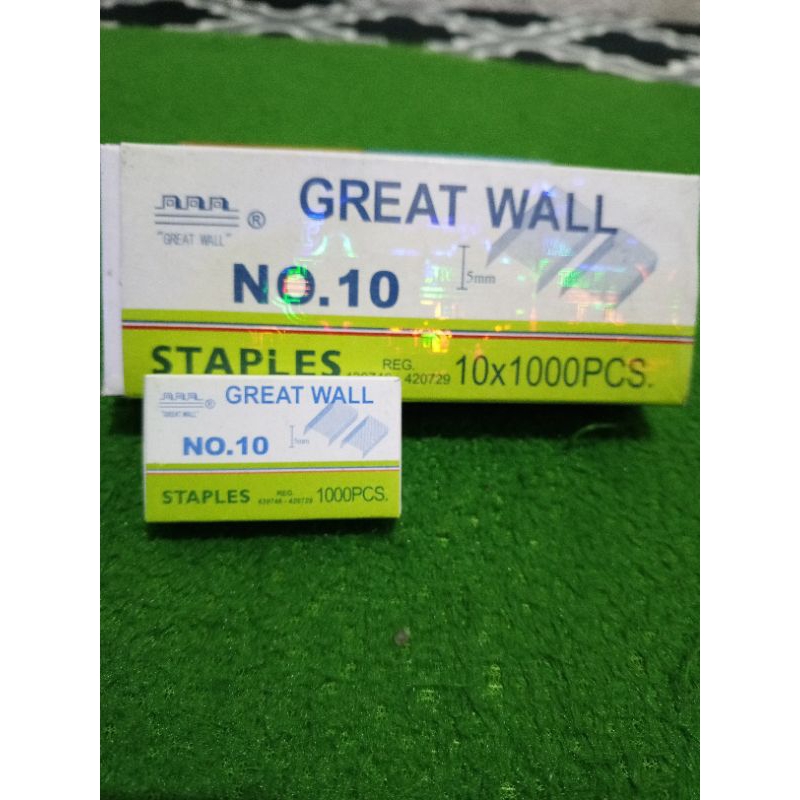 GREAT WALL
"GREAT WALL" ®
NO.10
5mm
STAPLES REG. 420729 10x1000PCS.
GREAT WALL
"GREAT WALL" ®
NO.10
5mm
STAPLES REG. 1000PCS.